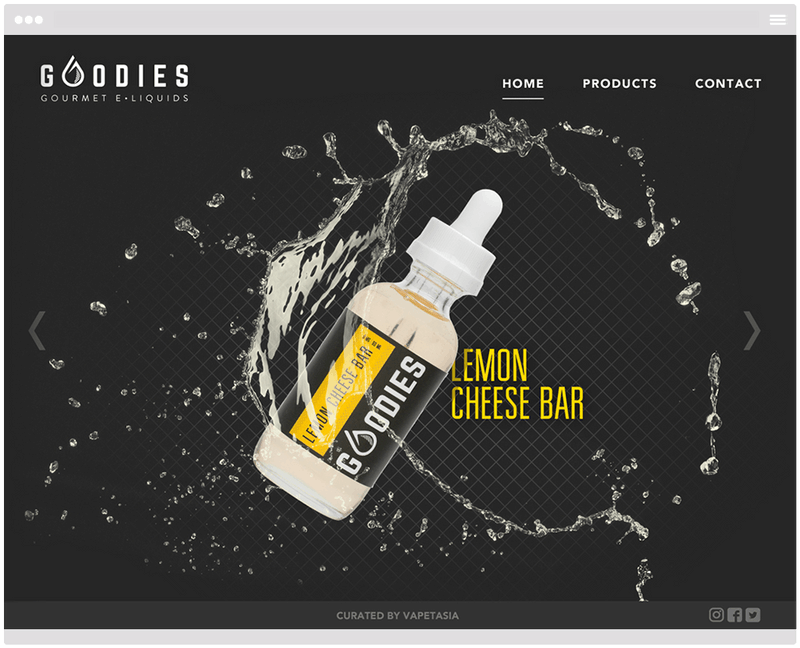 GOODIES
GOURMET E•LIQUIDS
HOME
PRODUCTS
CONTACT
LEMON CHEESE BAR
GOODIES
LEMON
CHEESE BAR
CURATED BY VAPETASIA